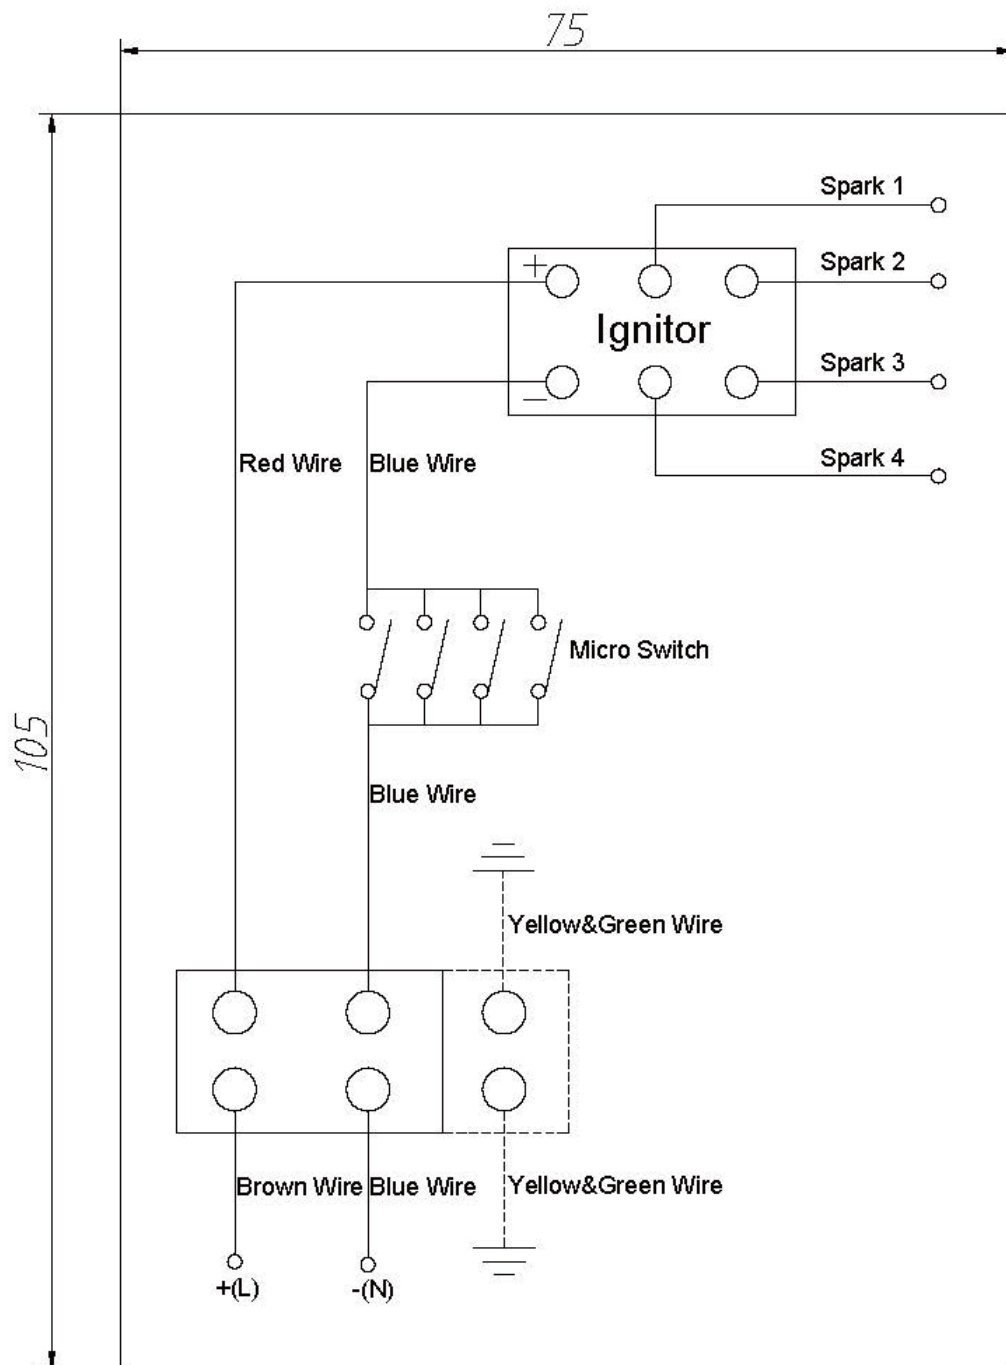 75
Spark 1
+
Spark 2
Ignitor
Spark 3
−
Spark 4
Red Wire
Blue Wire
Micro Switch
105
Blue Wire
Yellow&Green Wire
Brown Wire
Blue Wire
Yellow&Green Wire
+(L)
-(N)